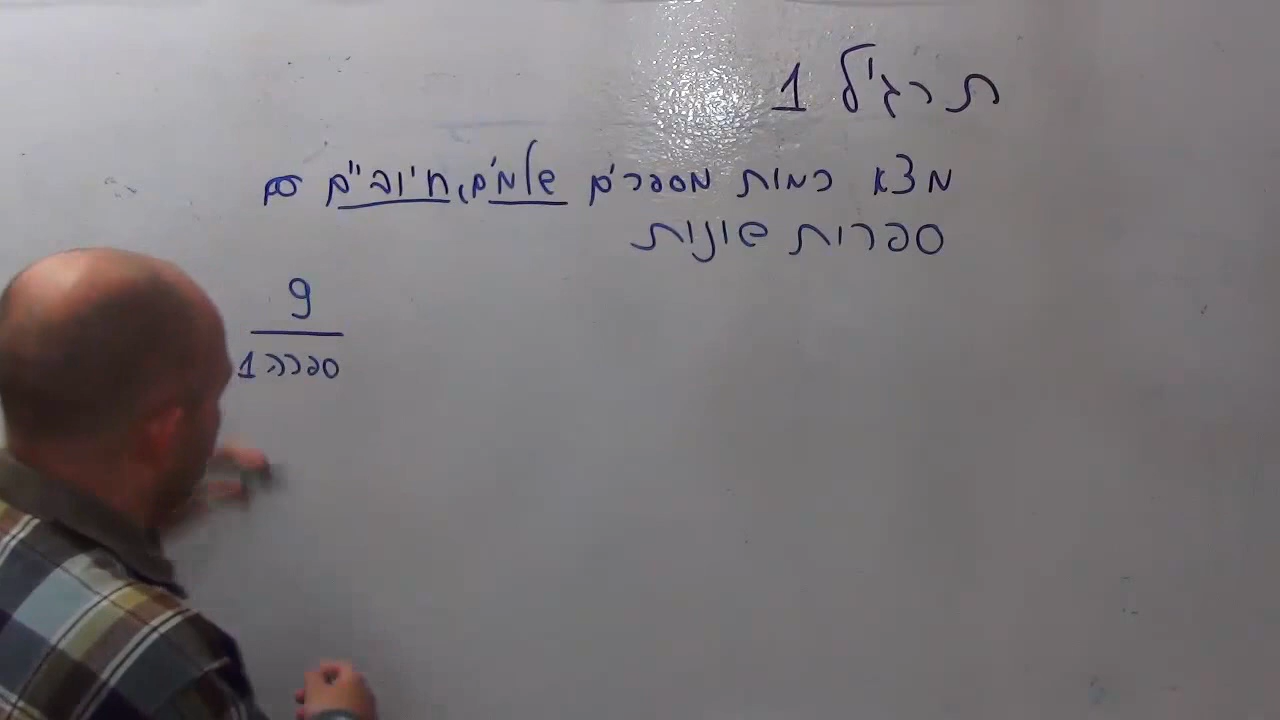 תרגיל 1
מצא כמות מספרים שלמים, חיוביים עם
ספרות שונות
9
ספרה 1